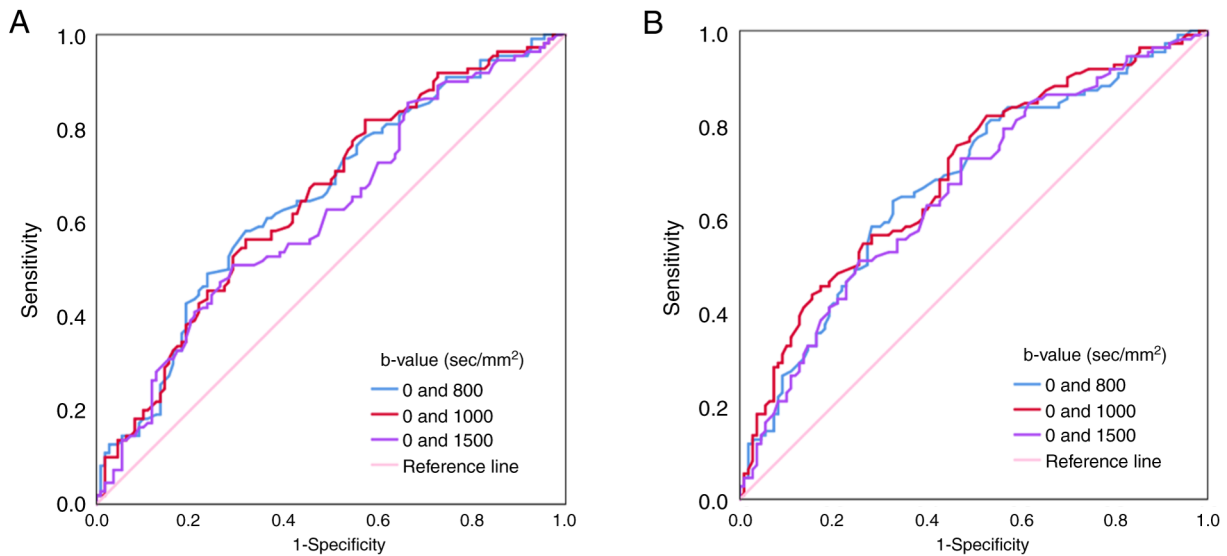 A
1.0
0.8
0.6
0.4
0.2
0.0
Sensitivity
b-value (sec/mm²)
0 and 800
0 and 1000
0 and 1500
Reference line
0.0 0.2 0.4 0.6 0.8 1.0
1-Specificity
B
1.0
0.8
0.6
0.4
0.2
0.0
Sensitivity
b-value (sec/mm²)
0 and 800
0 and 1000
0 and 1500
Reference line
0.0 0.2 0.4 0.6 0.8 1.0
1-Specificity